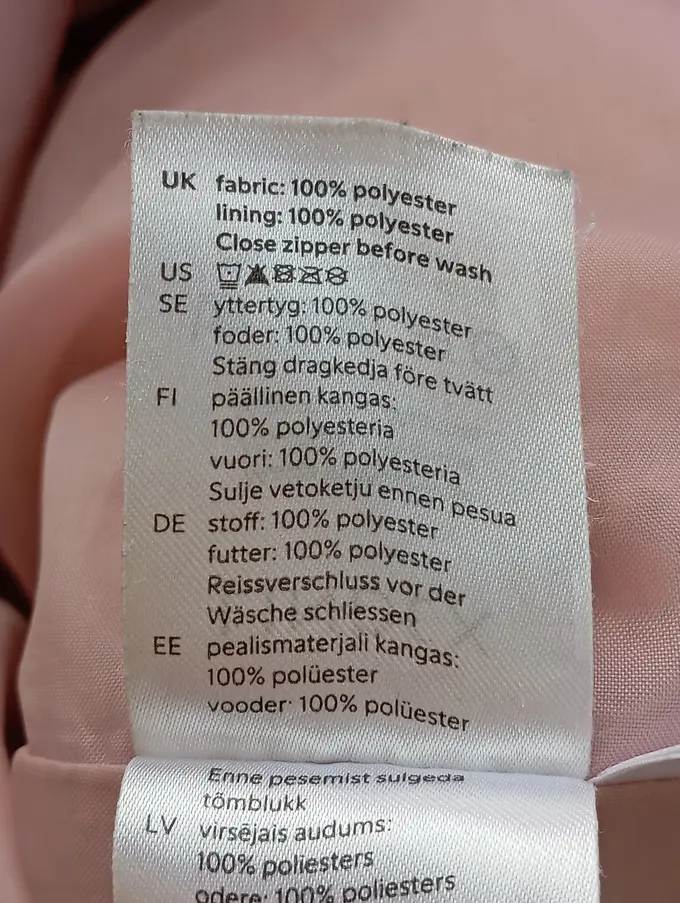 UK fabric: 100% polyester
lining: 100% polyester
Close zipper before wash
US
SE yttertyg: 100% polyester
foder: 100% polyester
Stäng dragkedja före tvätt
FI päällinen kangas:
100% polyesteria
vuori: 100% polyesteria
Sulje vetoketju ennen pesua
DE stoff: 100% polyester
futter: 100% polyester
Reissverschluss vor der
Wäsche schliessen
EE pealismaterjali kangas:
100% polüester
vooder: 100% polüester
Enne pesemist sulgeda
tõmblukk
LV virsējais audums:
100% poliesters
odere: 100% poliesters